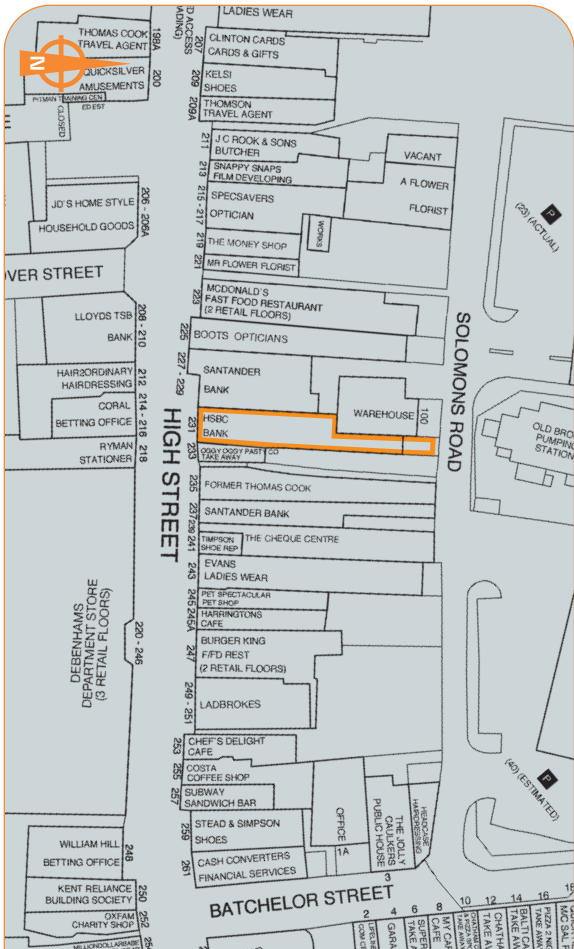 LADIES WEAR
THOMAS COOK
TRAVEL AGENT
198A
207
CLINTON CARDS
CARDS & GIFTS
N
QUICKSILVER
AMUSEMENTS
200
209
KELSI
SHOES
PITMAN TRAINING CEN
ED EST
CLOSED
209A
THOMSON
TRAVEL AGENT
211
J C ROOK & SONS
BUTCHER
VACANT
213
SNAPPY SNAPS
FILM DEVELOPING
A FLOWER
FLORIST
215 - 217
SPECSAVERS
OPTICIAN
JD'S HOME STYLE
HOUSEHOLD GOODS
206 - 206A
P
(23) (ACTUAL)
219
THE MONEY SHOP
WORKS
221
MR FLOWER FLORIST
VER STREET
223
MCDONALD'S
FAST FOOD RESTAURANT
(2 RETAIL FLOORS)
LLOYDS TSB
BANK
208 - 210
225
BOOTS OPTICIANS
SOLOMONS ROAD
HAIR2ORDINARY
HAIRDRESSING
212
227 - 229
SANTANDER
BANK
CORAL
BETTING OFFICE
214 - 216
WAREHOUSE
100
231
HSBC
BANK
OLD BRO
PUMPING
STATION
RYMAN
STATIONER
218
HIGH STREET
233
OGGY OGGY PASTY CO
TAKE AWAY
235
FORMER THOMAS COOK
237
SANTANDER BANK
239
241
TIMPSON
SHOE REP
THE CHEQUE CENTRE
243
EVANS
LADIES WEAR
245
PET SPECTACULAR
PET SHOP
245A
HARRINGTONS
CAFE
DEBENHAMS
DEPARTMENT STORE
(3 RETAIL FLOORS)
220 - 246
247
BURGER KING
F/FD REST
(2 RETAIL FLOORS)
249 - 251
LADBROKES
253
CHEF'S DELIGHT
CAFE
255
COSTA
COFFEE SHOP
257
SUBWAY
SANDWICH BAR
P
(40) (ESTIMATED)
259
STEAD & SIMPSON
SHOES
OFFICE
1A
THE JOLLY
CAULKERS
PUBLIC HOUSE
3
HEADCASE
HAIRDRESSING
WILLIAM HILL
BETTING OFFICE
248
261
CASH CONVERTERS
FINANCIAL SERVICES
KENT RELIANCE
BUILDING SOCIETY
250
BATCHELOR STREET
OXFAM
CHARITY SHOP
252
2
4
6
8
10
12
14
16
18